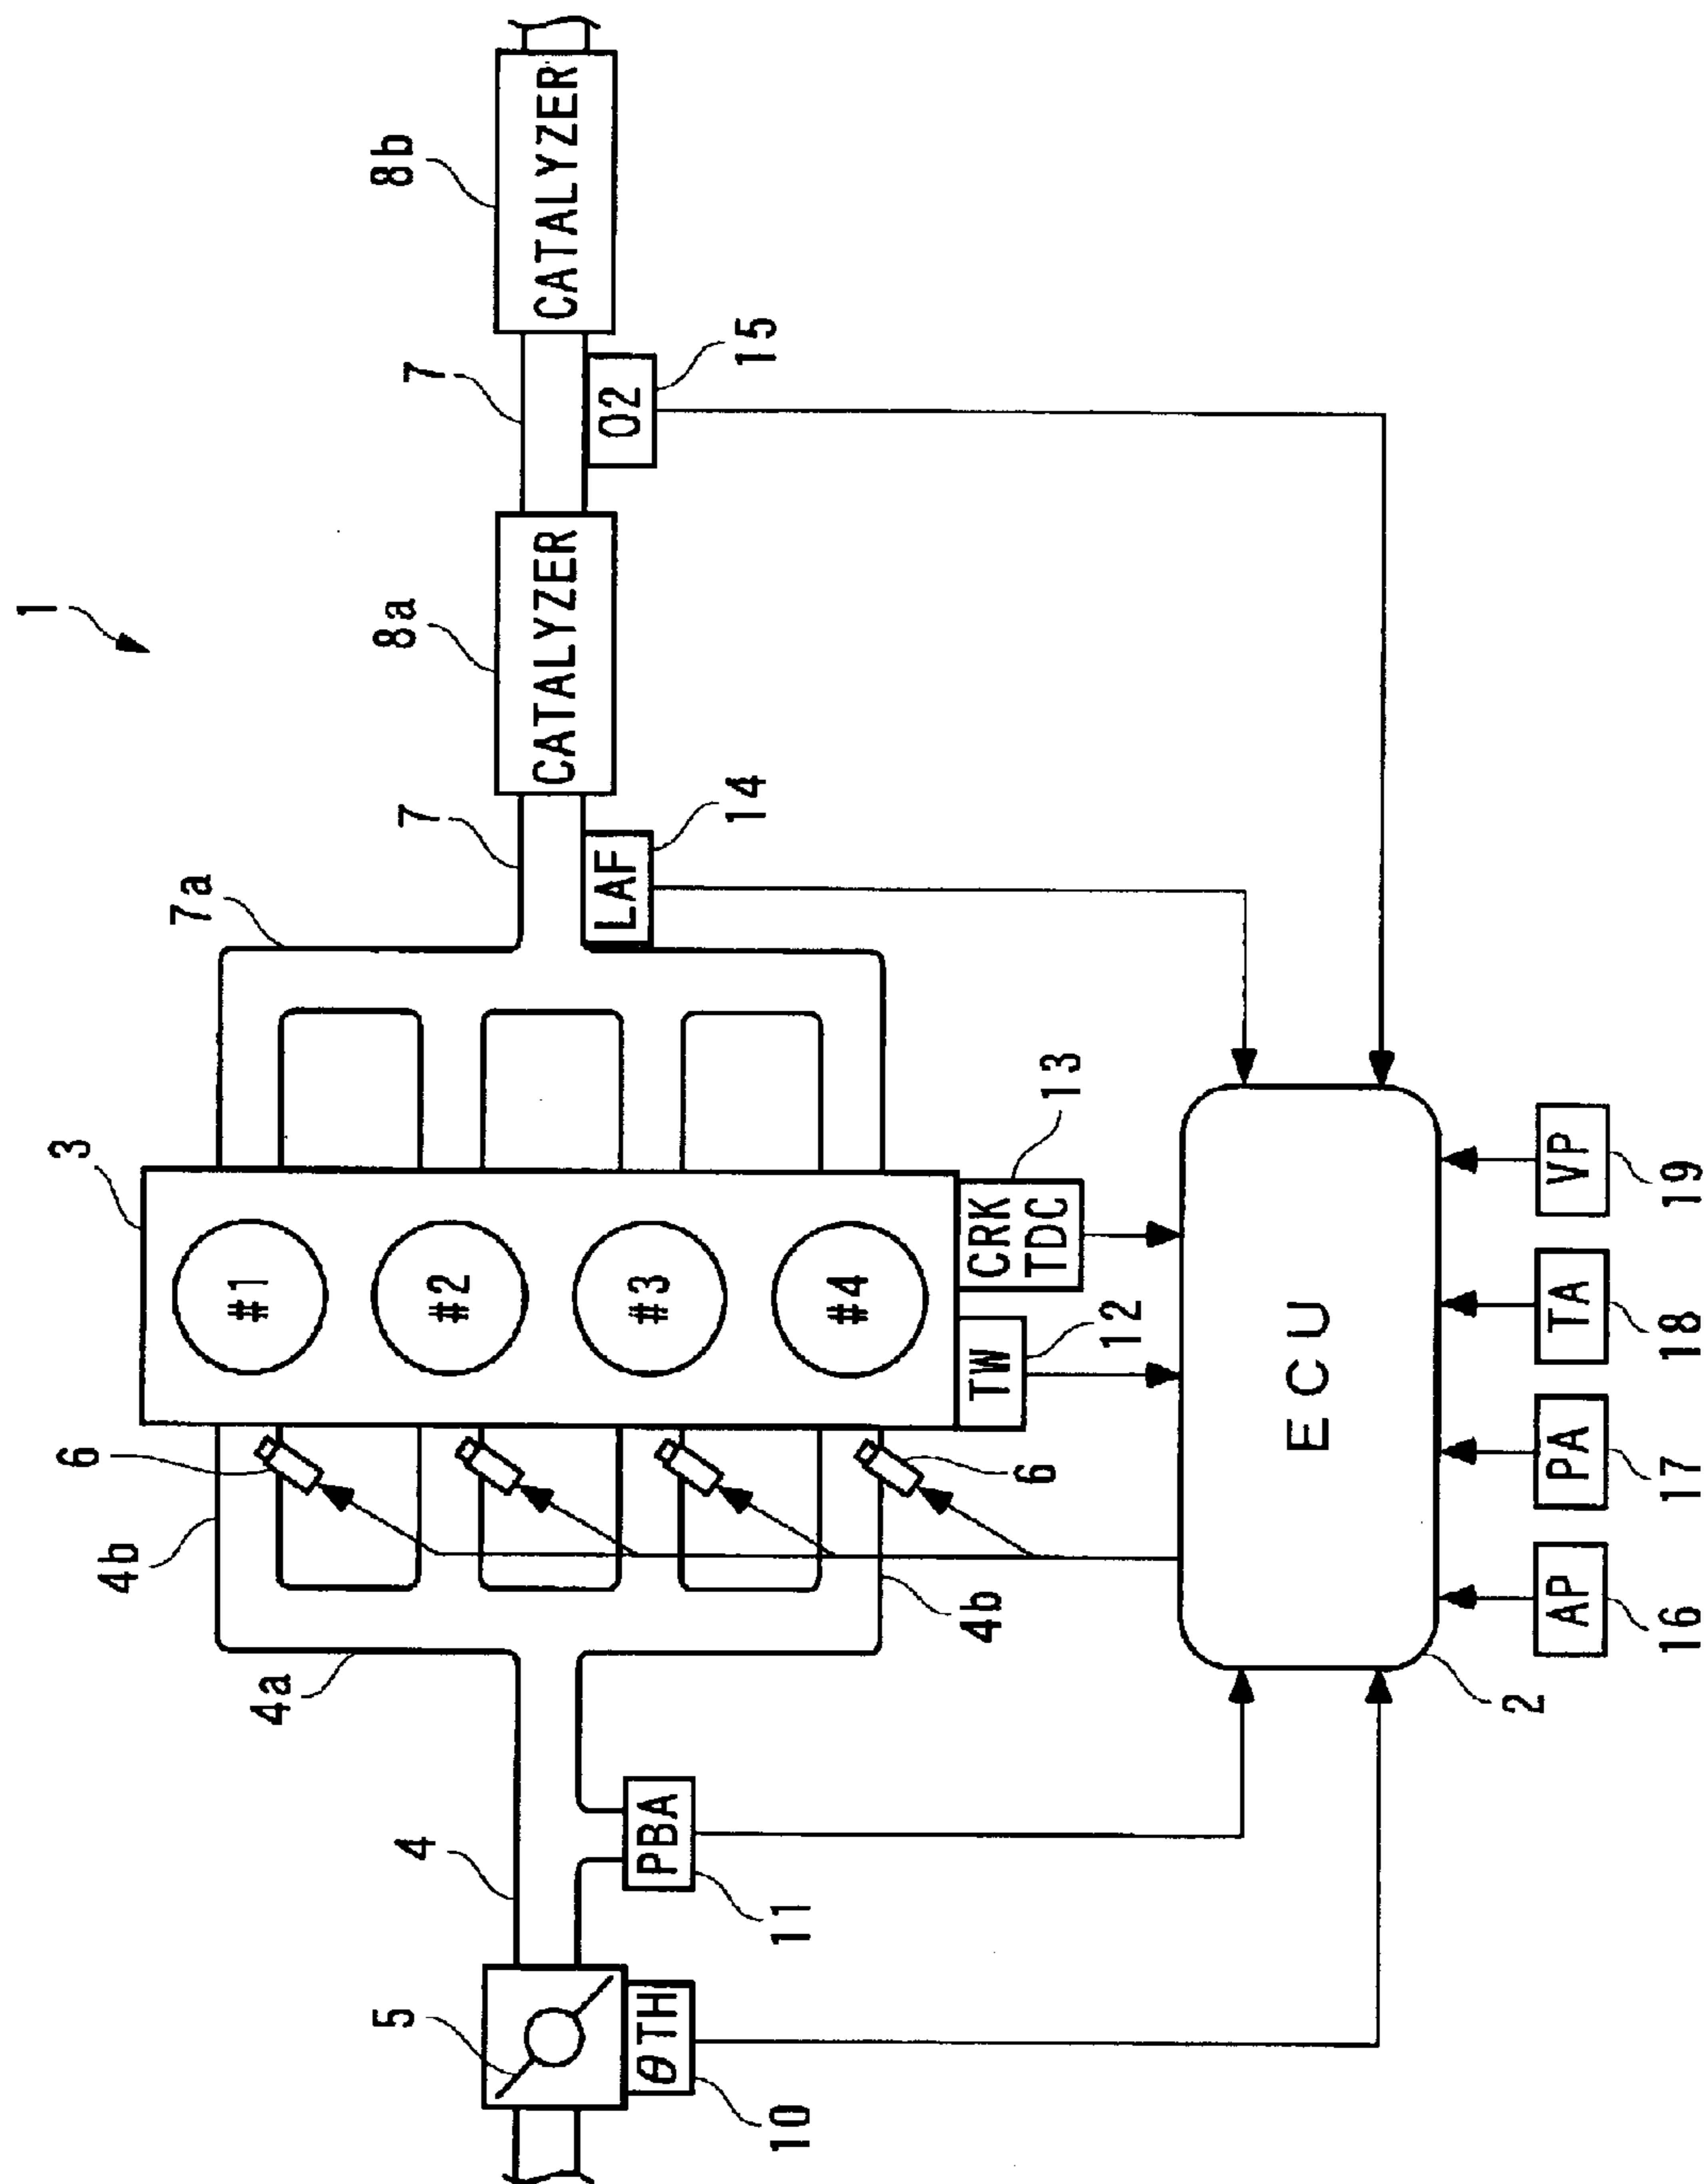 1
3
7a
7
8a
7
8b
CATALYZER
CATALYZER
6
4b
4a
4
5
#1
#2
#3
#4
LAF
14
O2
15
θTH
10
PBA
11
4b
6
TW
12
CRK
TDC
13
ECU
2
AP
16
PA
17
TA
18
VP
19